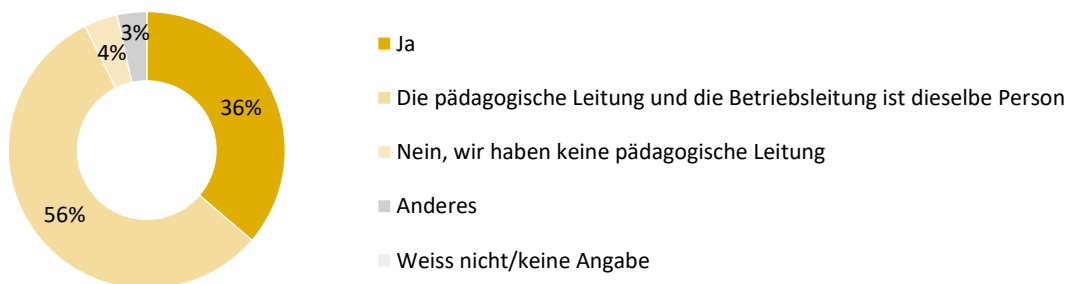 3%
4%
36%
56%
Ja
Die pädagogische Leitung und die Betriebsleitung ist dieselbe Person
Nein, wir haben keine pädagogische Leitung
Anderes
Weiss nicht/keine Angabe